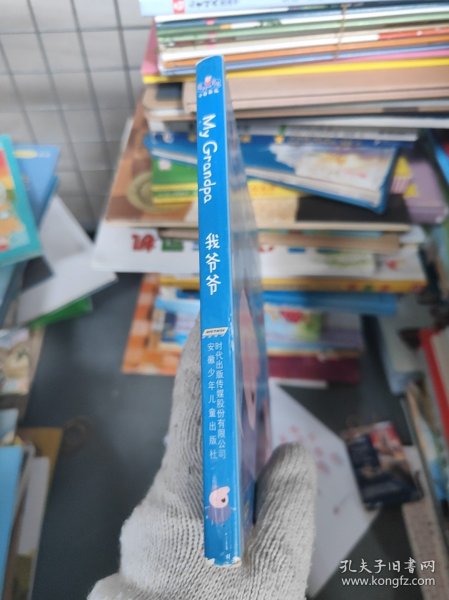 My Grandpa
我爷爷
时代出版传媒股份有限公司
安徽少年儿童出版社
机
孔夫子旧书网
www.kongfz.com